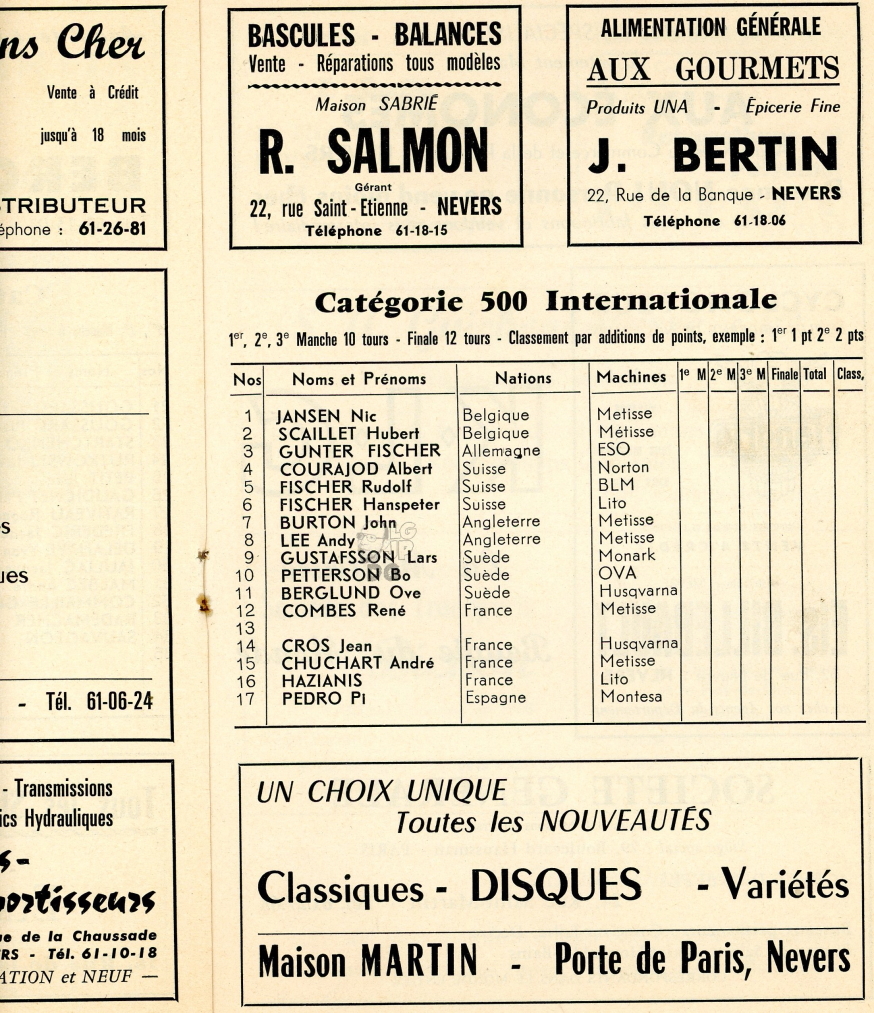 ns Cher
Vente à Crédit
jusqu'à 18 mois
TRIBUTEUR
éphone : 61-26-81
s
ues
- Tél. 61-06-24
- Transmissions
ics Hydrauliques
s-
ortisseurs
ue de la Chaussade
ERS - Tél. 61-10-18
ATION et NEUF —
BASCULES - BALANCES
Vente - Réparations tous modèles
Maison SABRIÉ
R. SALMON
Gérant
22, rue Saint-Etienne - NEVERS
Téléphone 61-18-15
ALIMENTATION GÉNÉRALE
AUX GOURMETS
Produits UNA - Épicerie Fine
J. BERTIN
22, Rue de la Banque - NEVERS
Téléphone 61-18-06
Catégorie 500 Internationale
1er, 2e, 3e Manche 10 tours - Finale 12 tours - Classement par additions de points, exemple : 1er 1 pt 2e 2 pts
Nos Noms et Prénoms Nations Machines 1e M 2e M 3e M Finale Total Class,
1 JANSEN Nic Belgique Metisse
2 SCAILLET Hubert Belgique Métisse
3 GUNTER FISCHER Allemagne ESO
4 COURAJOD Albert Suisse Norton
5 FISCHER Rudolf Suisse BLM
6 FISCHER Hanspeter Suisse Lito
7 BURTON John Angleterre Metisse
8 LEE Andy Angleterre Metisse
9 GUSTAFSSON Lars Suède Monark
10 PETTERSON Bo Suède OVA
11 BERGLUND Ove Suède Husqvarna
12 COMBES René France Metisse
13
14 CROS Jean France Husqvarna
15 CHUCHART André France Metisse
16 HAZIANIS France Lito
17 PEDRO Pi Espagne Montesa
UN CHOIX UNIQUE
Toutes les NOUVEAUTÉS
Classiques - DISQUES - Variétés
Maison MARTIN - Porte de Paris, Nevers